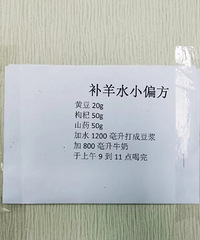 补羊水小偏方
黄豆 20g
枸杞 50g
山药 50g
加水 1200 毫升打成豆浆
加 800 毫升牛奶
于上午 9 到 11 点喝完